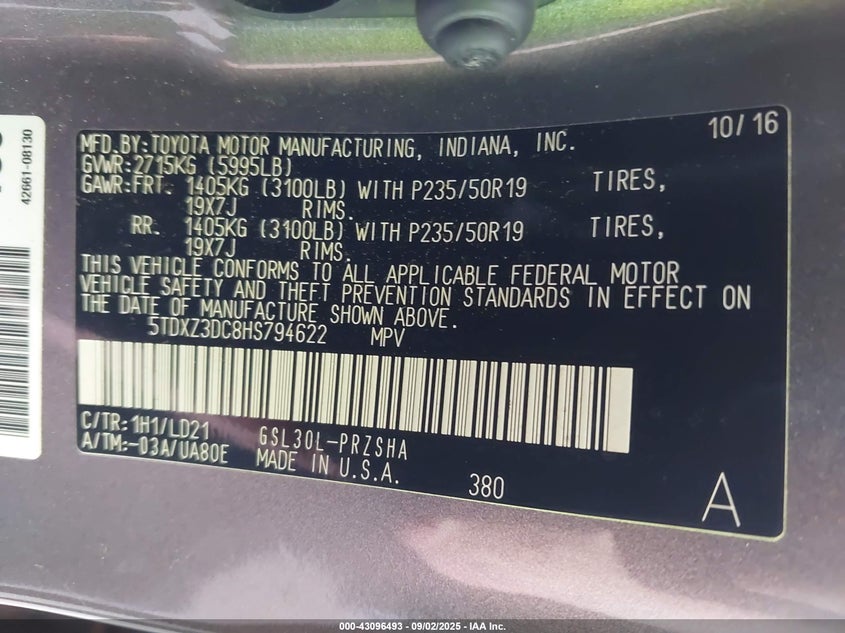 42661-08130
10/16
MFD.BY:TOYOTA MOTOR MANUFACTURING, INDIANA, INC.
GVWR:2715KG (5995LB)
GAWR:FRT. 1405KG (3100LB) WITH P235/50R19 TIRES,
19X7J RIMS.
RR. 1405KG (3100LB) WITH P235/50R19 TIRES,
19X7J RIMS.
THIS VEHICLE CONFORMS TO ALL APPLICABLE FEDERAL MOTOR
VEHICLE SAFETY AND THEFT PREVENTION STANDARDS IN EFFECT ON
THE DATE OF MANUFACTURE SHOWN ABOVE.
5TDXZ3DC8HS794622 MPV
C/TR:1H1/LD21 GSL30L-PRZSHA
A/TM:-03A/UA80E MADE IN U.S.A.
380
A
000-43096493 - 09/02/2025 - IAA Inc.